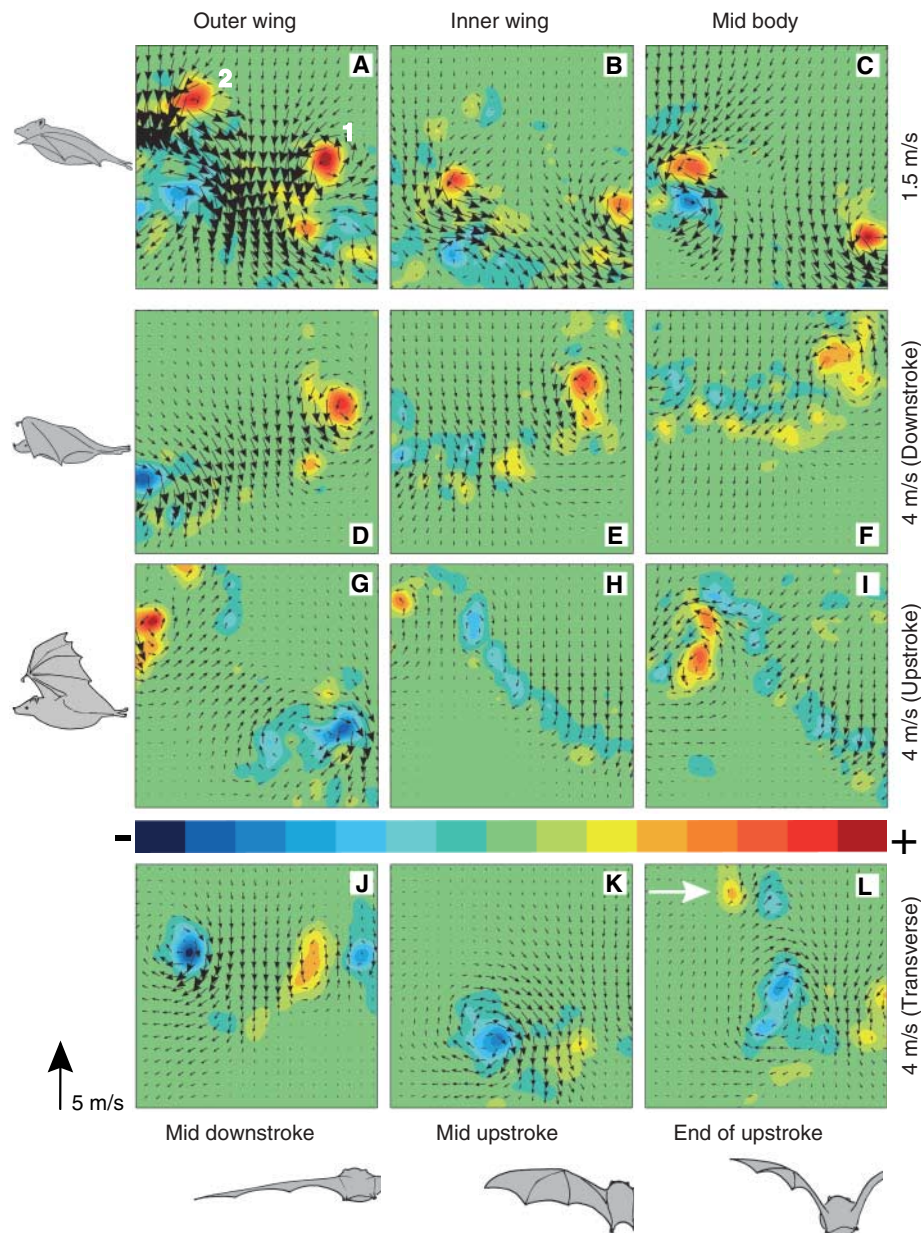 Outer wing Inner wing Mid body
A B C
2
1
1.5 m/s
D E F
4 m/s (Downstroke)
G H I
4 m/s (Upstroke)
- +
J K L
4 m/s (Transverse)
5 m/s
Mid downstroke Mid upstroke End of upstroke